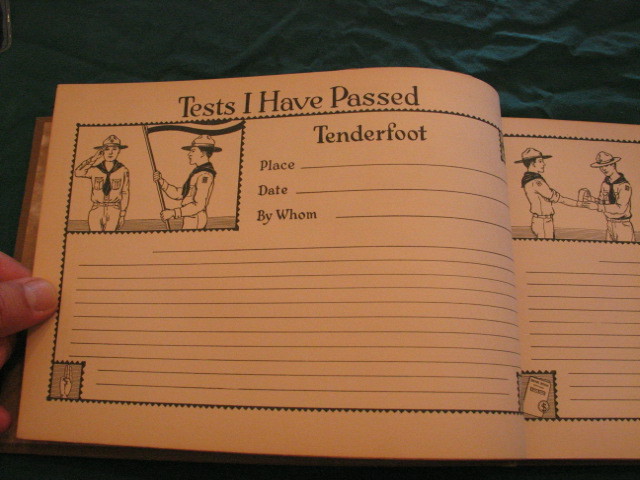 Tests I Have Passed
Tenderfoot
Place
Date
By Whom